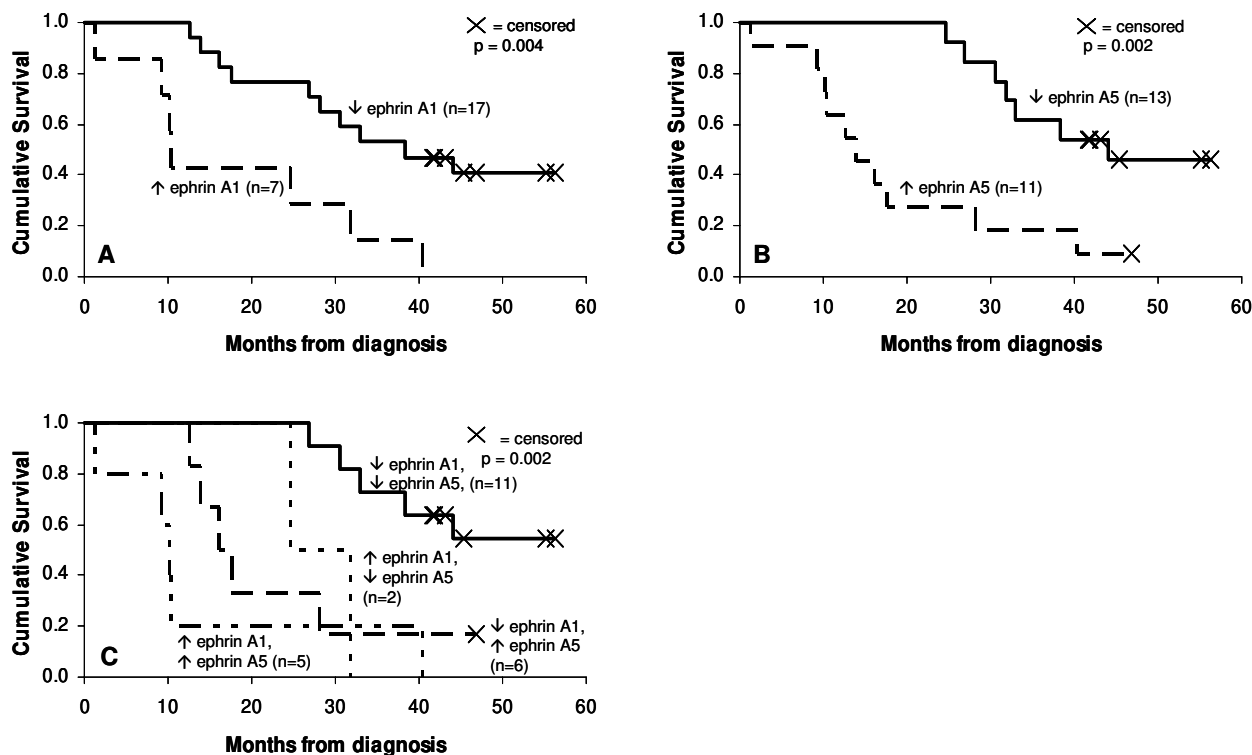 1.0
0.8
0.6
0.4
0.2
0.0
Cumulative Survival
= censored
p = 0.004
↓ ephrin A1 (n=17)
↑ ephrin A1 (n=7)
A
0 10 20 30 40 50 60
Months from diagnosis
1.0
0.8
0.6
0.4
0.2
0.0
Cumulative Survival
= censored
p = 0.002
↓ ephrin A5 (n=13)
↑ ephrin A5 (n=11)
B
0 10 20 30 40 50 60
Months from diagnosis
1.0
0.8
0.6
0.4
0.2
0.0
Cumulative Survival
= censored
p = 0.002
↓ ephrin A1,
↓ ephrin A5, (n=11)
↑ ephrin A1,
↓ ephrin A5
(n=2)
↑ ephrin A1,
↑ ephrin A5 (n=5)
↓ ephrin A1,
↑ ephrin A5
(n=6)
C
0 10 20 30 40 50 60
Months from diagnosis